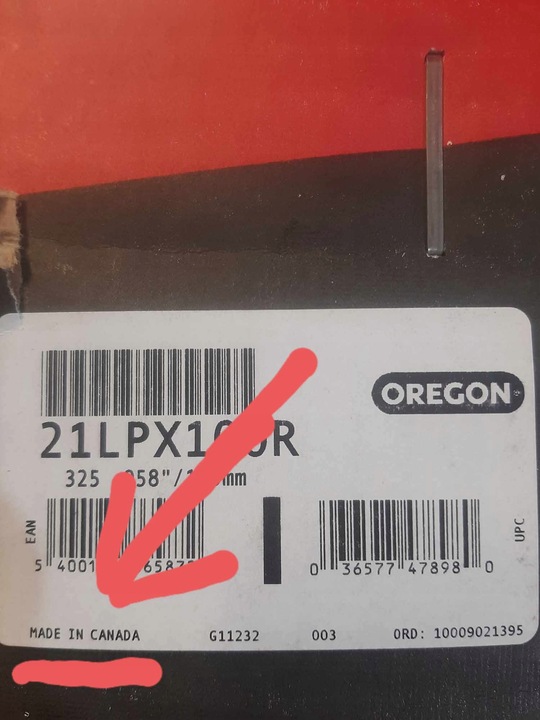 OREGON
325
EAN
UPC
0 36577 47898 0
MADE IN CANADA G11232 003 ORD: 10009021395